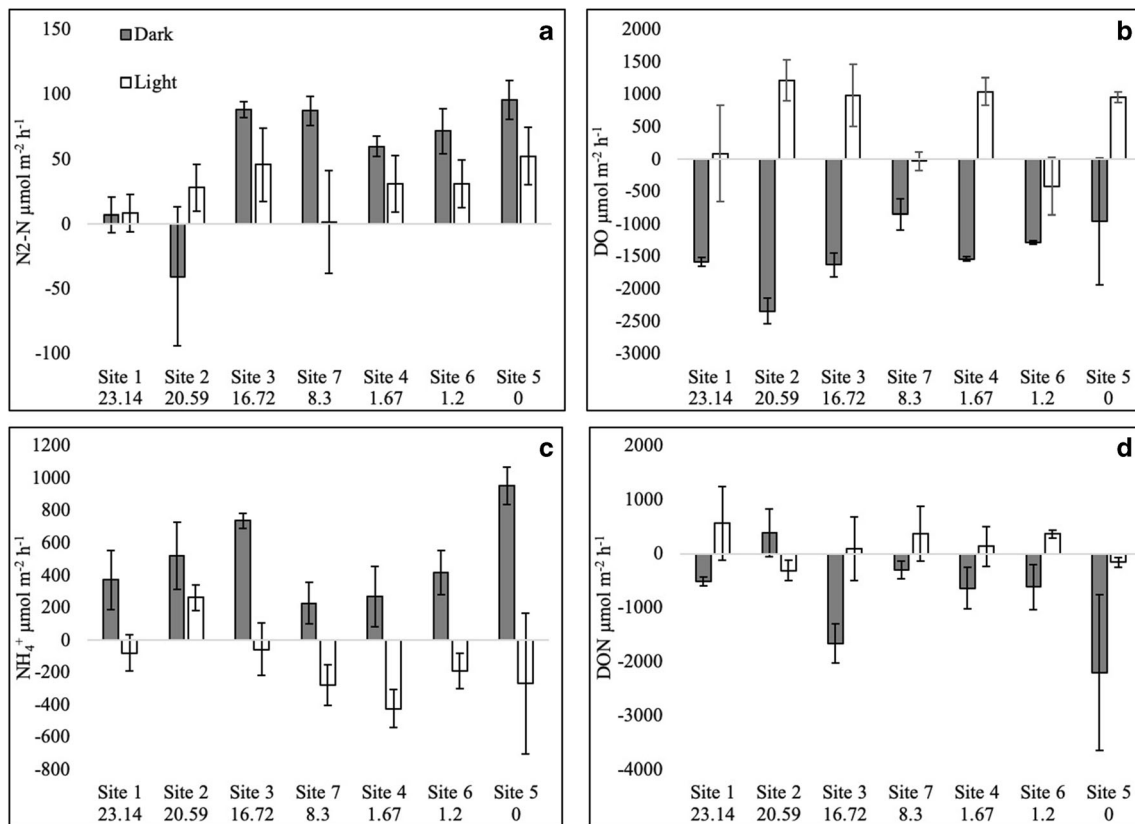 a
Dark
Light
N2-N µmol m⁻² h⁻¹
150
100
50
0
-50
-100
Site 1 Site 2 Site 3 Site 7 Site 4 Site 6 Site 5
23.14 20.59 16.72 8.3 1.67 1.2 0
b
DO µmol m⁻² h⁻¹
2000
1500
1000
500
0
-500
-1000
-1500
-2000
-2500
-3000
Site 1 Site 2 Site 3 Site 7 Site 4 Site 6 Site 5
23.14 20.59 16.72 8.3 1.67 1.2 0
c
NH₄⁺ µmol m⁻² h⁻¹
1200
1000
800
600
400
200
0
-200
-400
-600
-800
Site 1 Site 2 Site 3 Site 7 Site 4 Site 6 Site 5
23.14 20.59 16.72 8.3 1.67 1.2 0
d
DON µmol m⁻² h⁻¹
2000
1000
0
-1000
-2000
-3000
-4000
Site 1 Site 2 Site 3 Site 7 Site 4 Site 6 Site 5
23.14 20.59 16.72 8.3 1.67 1.2 0